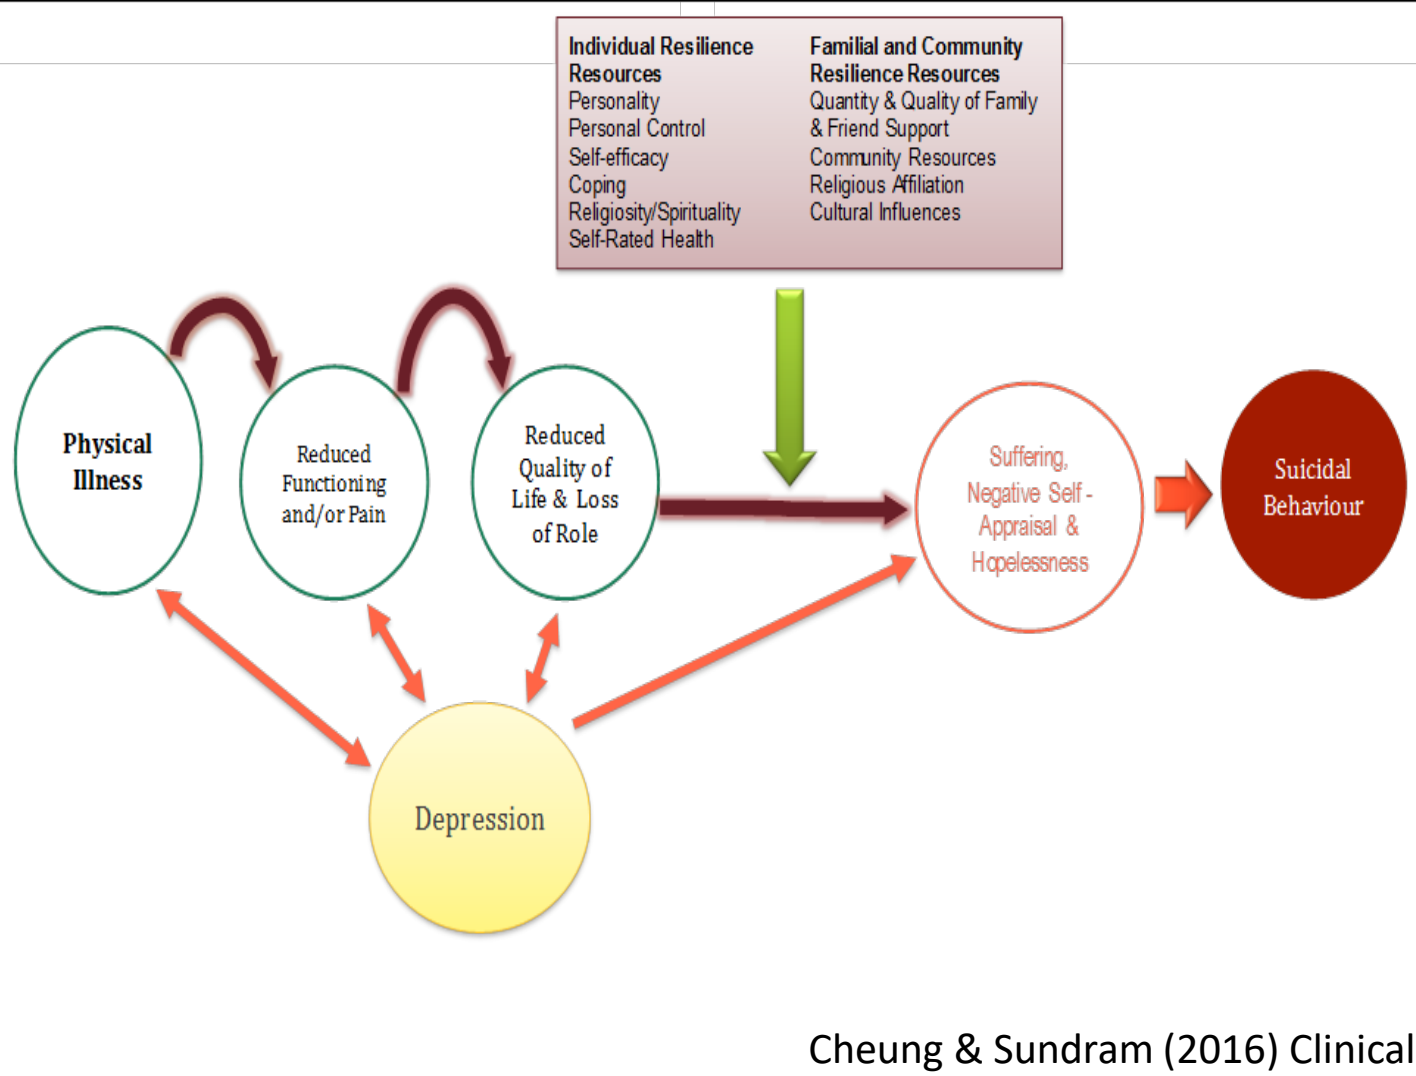 Individual Resilience
Resources
Personality
Personal Control
Self-efficacy
Coping
Religiosity/Spirituality
Self-Rated Health
Familial and Community
Resilience Resources
Quantity & Quality of Family
& Friend Support
Community Resources
Religious Affiliation
Cultural Influences
Physical
Illness
Reduced
Functioning
and/or Pain
Reduced
Quality of
Life & Loss
of Role
Suffering,
Negative Self -
Appraisal &
Hopelessness
Suicidal
Behaviour
Depression
Cheung & Sundram (2016) Clinical